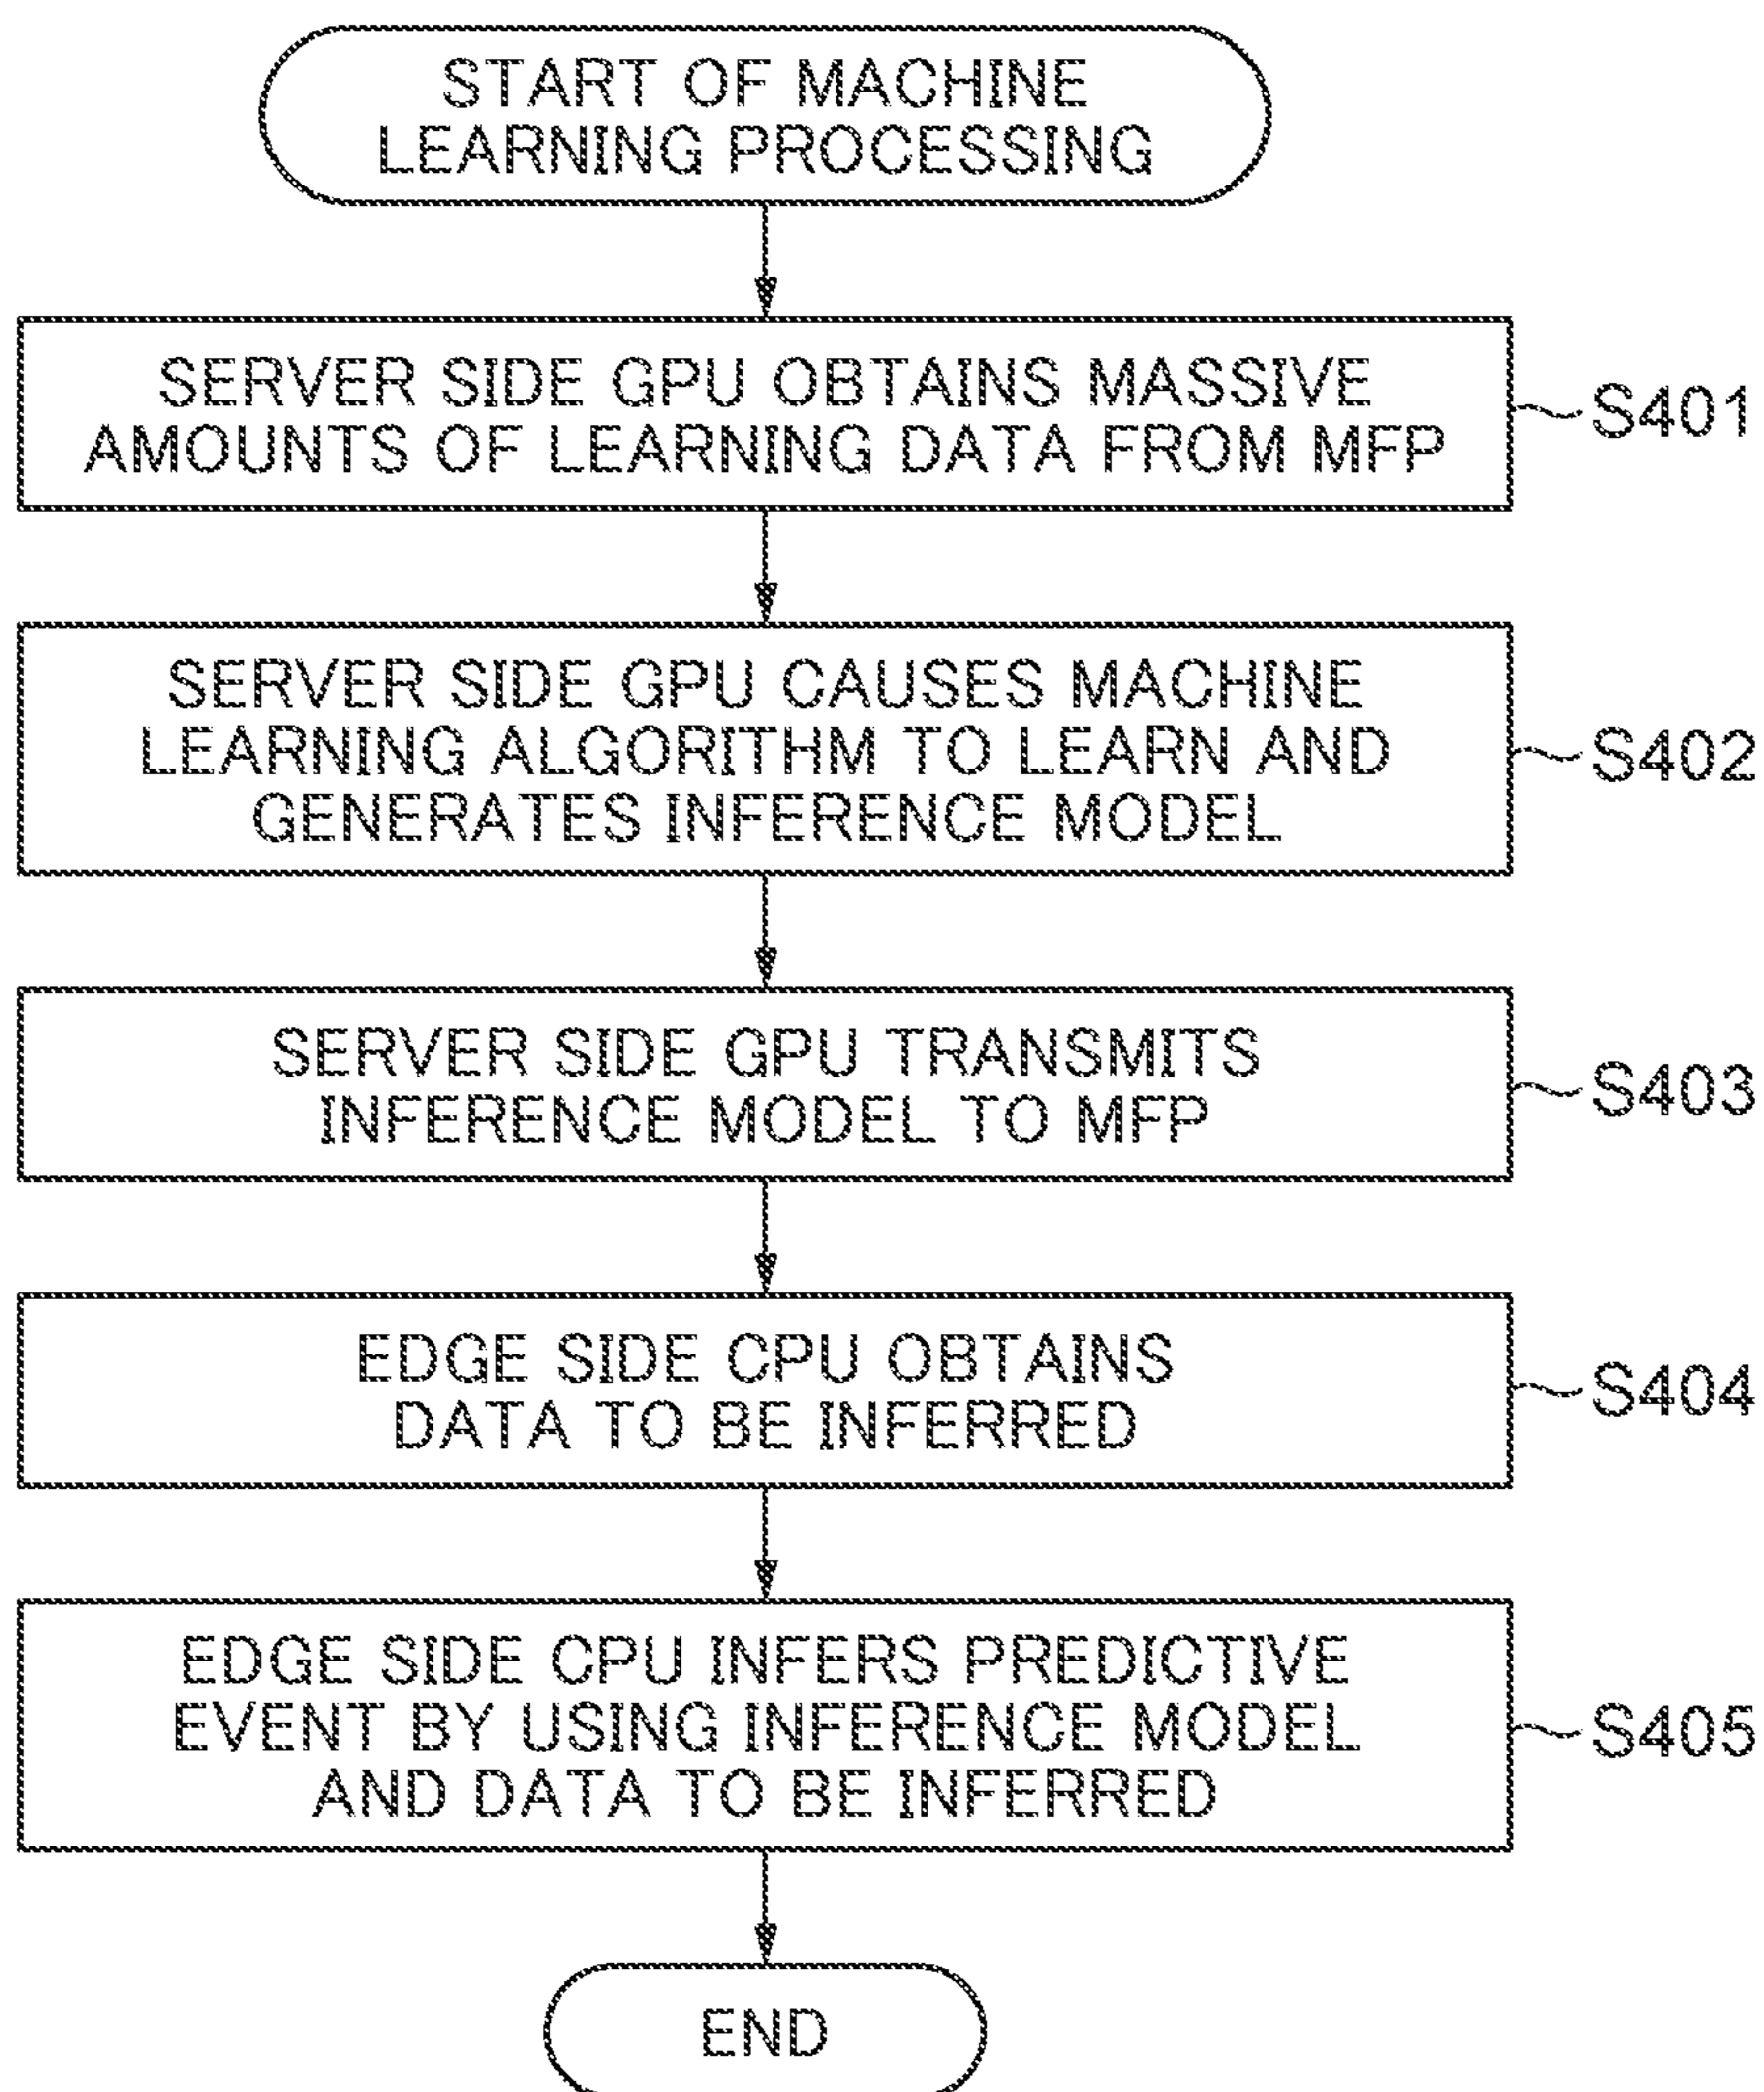 START OF MACHINE
LEARNING PROCESSING
SERVER SIDE GPU OBTAINS MASSIVE
AMOUNTS OF LEARNING DATA FROM MFP
S401
SERVER SIDE GPU CAUSES MACHINE
LEARNING ALGORITHM TO LEARN AND
GENERATES INFERENCE MODEL
S402
SERVER SIDE GPU TRANSMITS
INFERENCE MODEL TO MFP
S403
EDGE SIDE CPU OBTAINS
DATA TO BE INFERRED
S404
EDGE SIDE CPU INFERS PREDICTIVE
EVENT BY USING INFERENCE MODEL
AND DATA TO BE INFERRED
S405
END